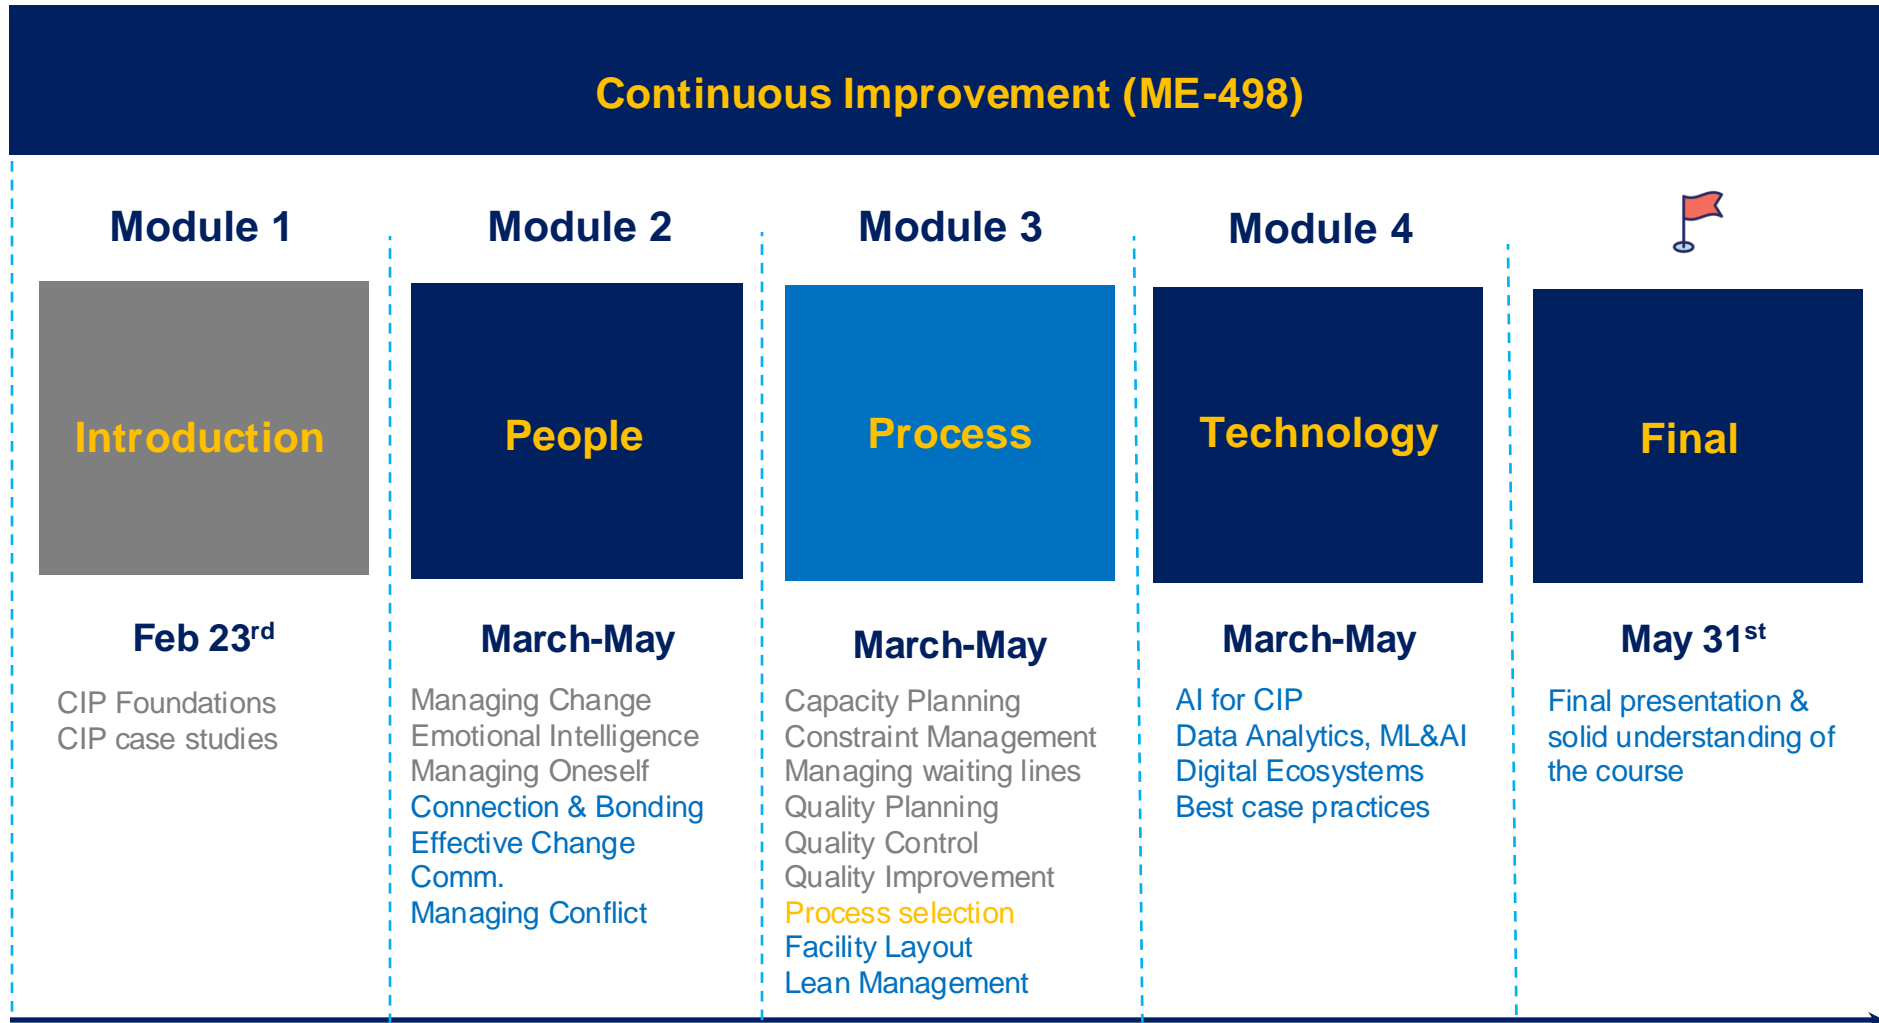 Continuous Improvement (ME-498)
Module 1
Module 2
Module 3
Module 4
Introduction
People
Process
Technology
Final
Feb 23rd
March-May
March-May
March-May
May 31st
CIP Foundations
CIP case studies
Managing Change
Emotional Intelligence
Managing Oneself
Connection & Bonding
Effective Change
Comm.
Managing Conflict
Capacity Planning
Constraint Management
Managing waiting lines
Quality Planning
Quality Control
Quality Improvement
Process selection
Facility Layout
Lean Management
AI for CIP
Data Analytics, ML&AI
Digital Ecosystems
Best case practices
Final presentation &
solid understanding of
the course